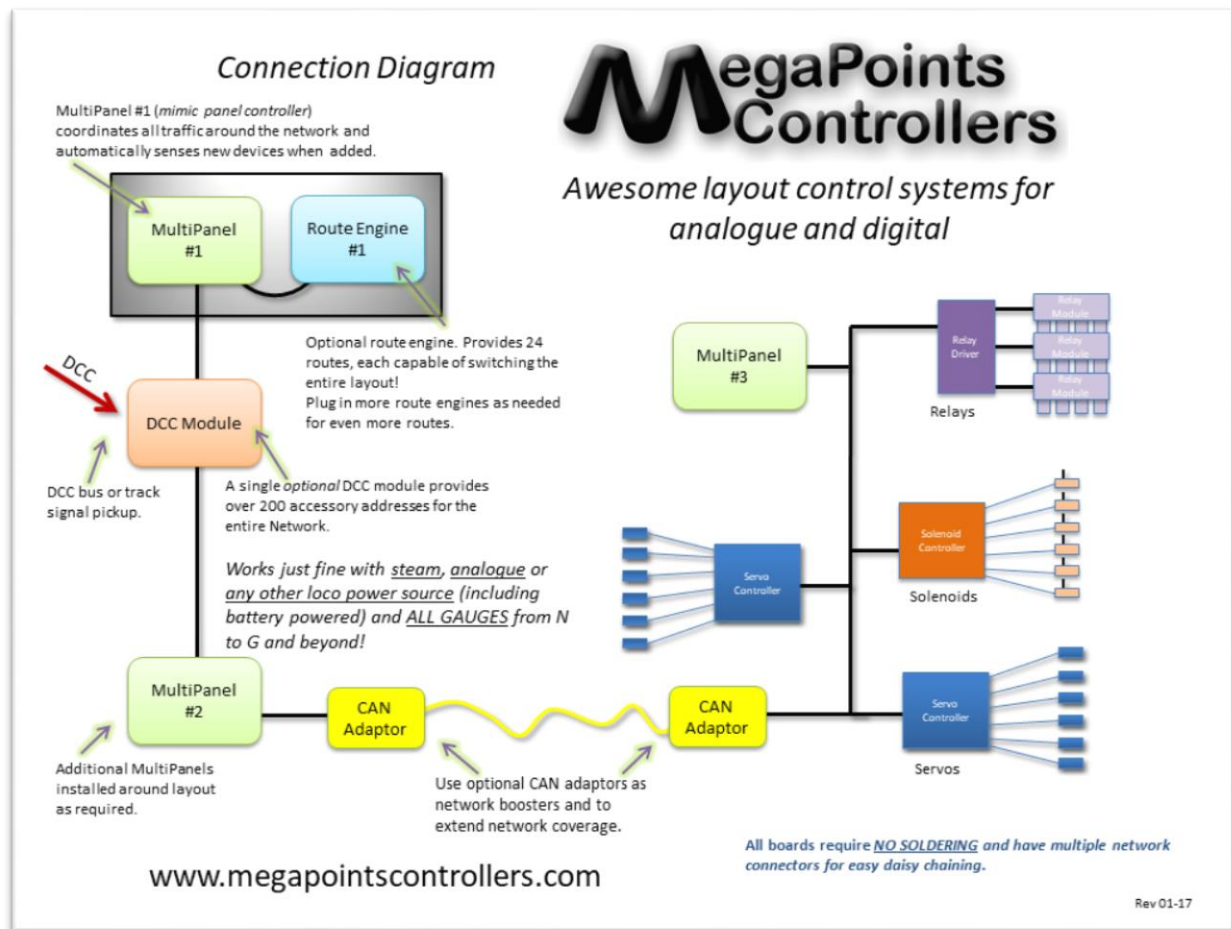 Connection Diagram
MegaPoints
Controllers
Awesome layout control systems for
analogue and digital
MultiPanel #1 (mimic panel controller)
coordinates all traffic around the network and
automatically senses new devices when added.
MultiPanel
#1
Route Engine
#1
Optional route engine. Provides 24
routes, each capable of switching the
entire layout!
Plug in more route engines as needed
for even more routes.
DCC
DCC Module
DCC bus or track
signal pickup.
A single optional DCC module provides
over 200 accessory addresses for the
entire Network.
Works just fine with steam, analogue or
any other loco power source (including
battery powered) and ALL GAUGES from N
to G and beyond!
MultiPanel
#2
Additional MultiPanels
installed around layout
as required.
CAN
Adaptor
CAN
Adaptor
Use optional CAN adaptors as
network boosters and to
extend network coverage.
MultiPanel
#3
Relay
Driver
Relay
Module
Relay
Module
Relay
Module
Relays
Solenoid
Controller
Solenoids
Servo
Controller
Servo
Controller
Servos
All boards require NO SOLDERING and have multiple network
connectors for easy daisy chaining.
www.megapointscontrollers.com
Rev 01-17